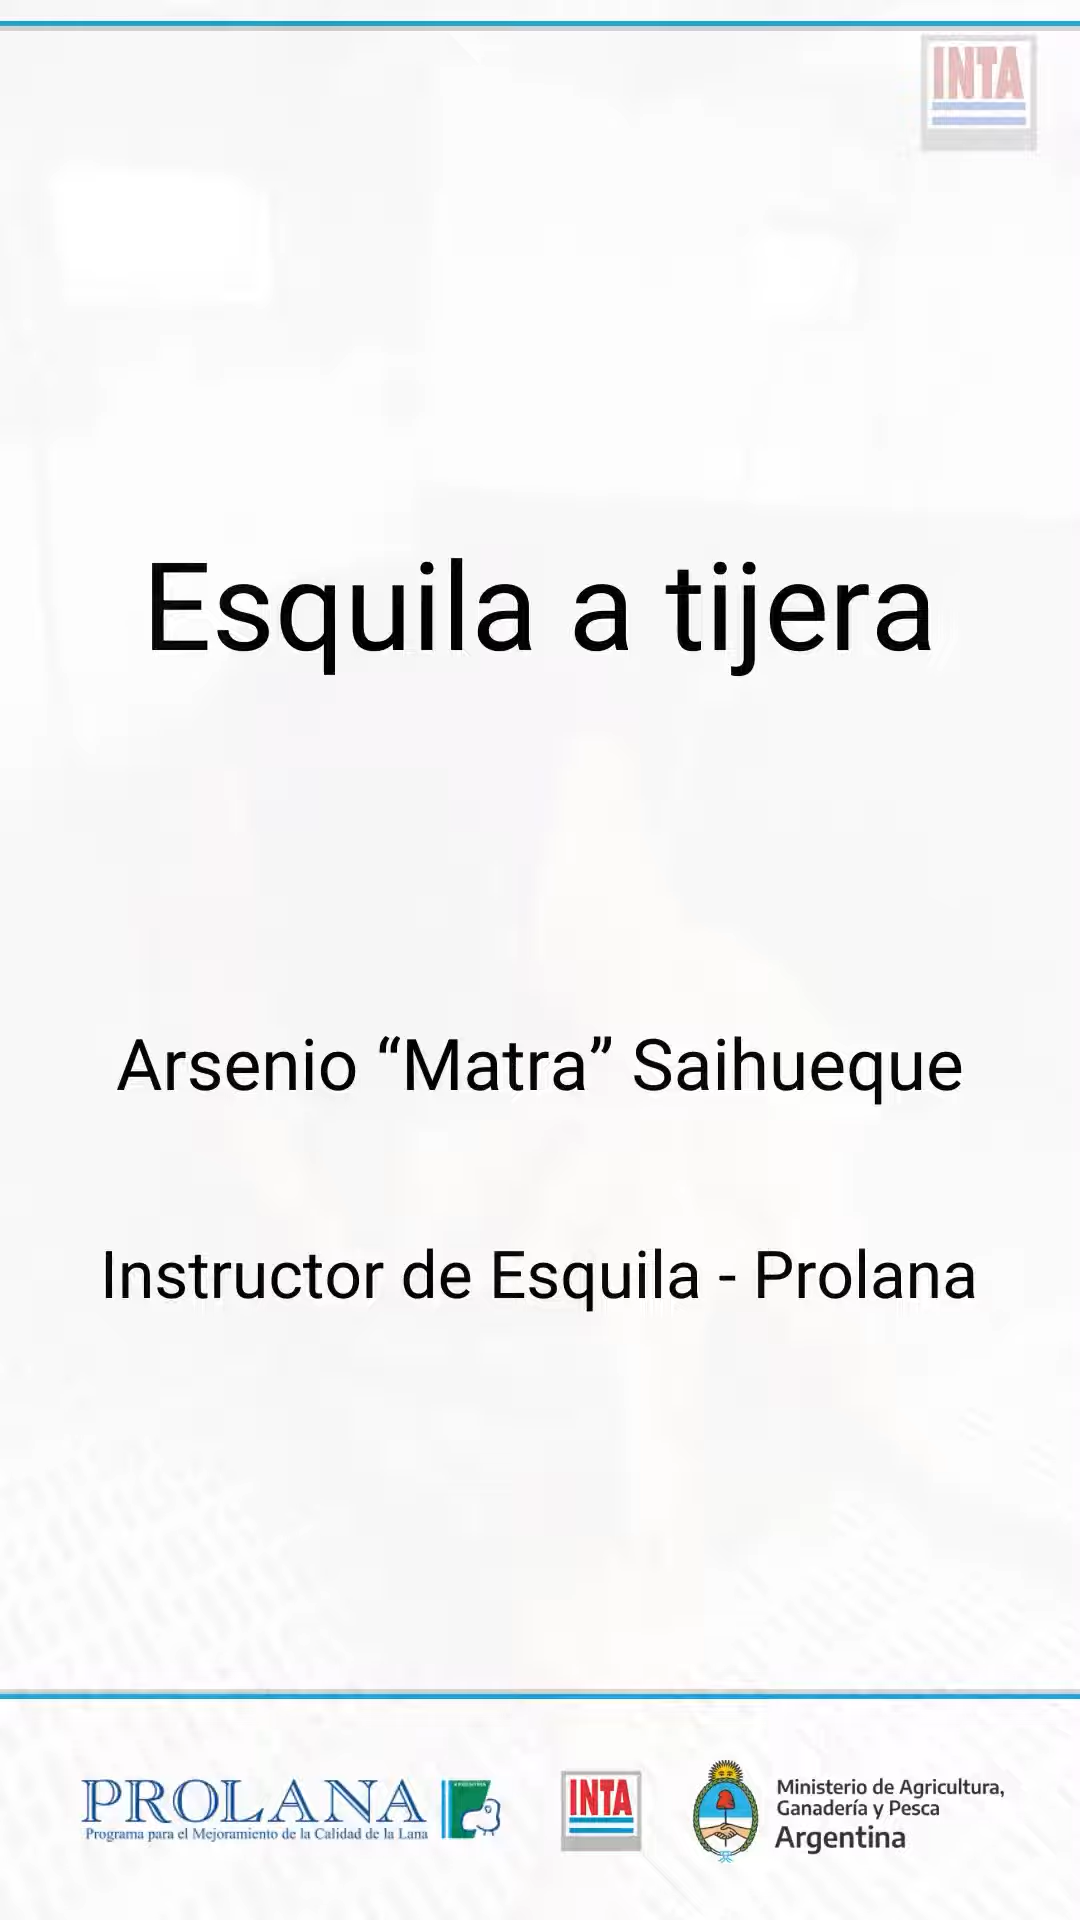 INTA
Esquila a tijera
Arsenio “Matra” Saihueque
Instructor de Esquila - Prolana
PROLANA
Programa para el Mejoramiento de la Calidad de la Lana
ARGENTINA
INTA
Ministerio de Agricultura,
Ganadería y Pesca
Argentina